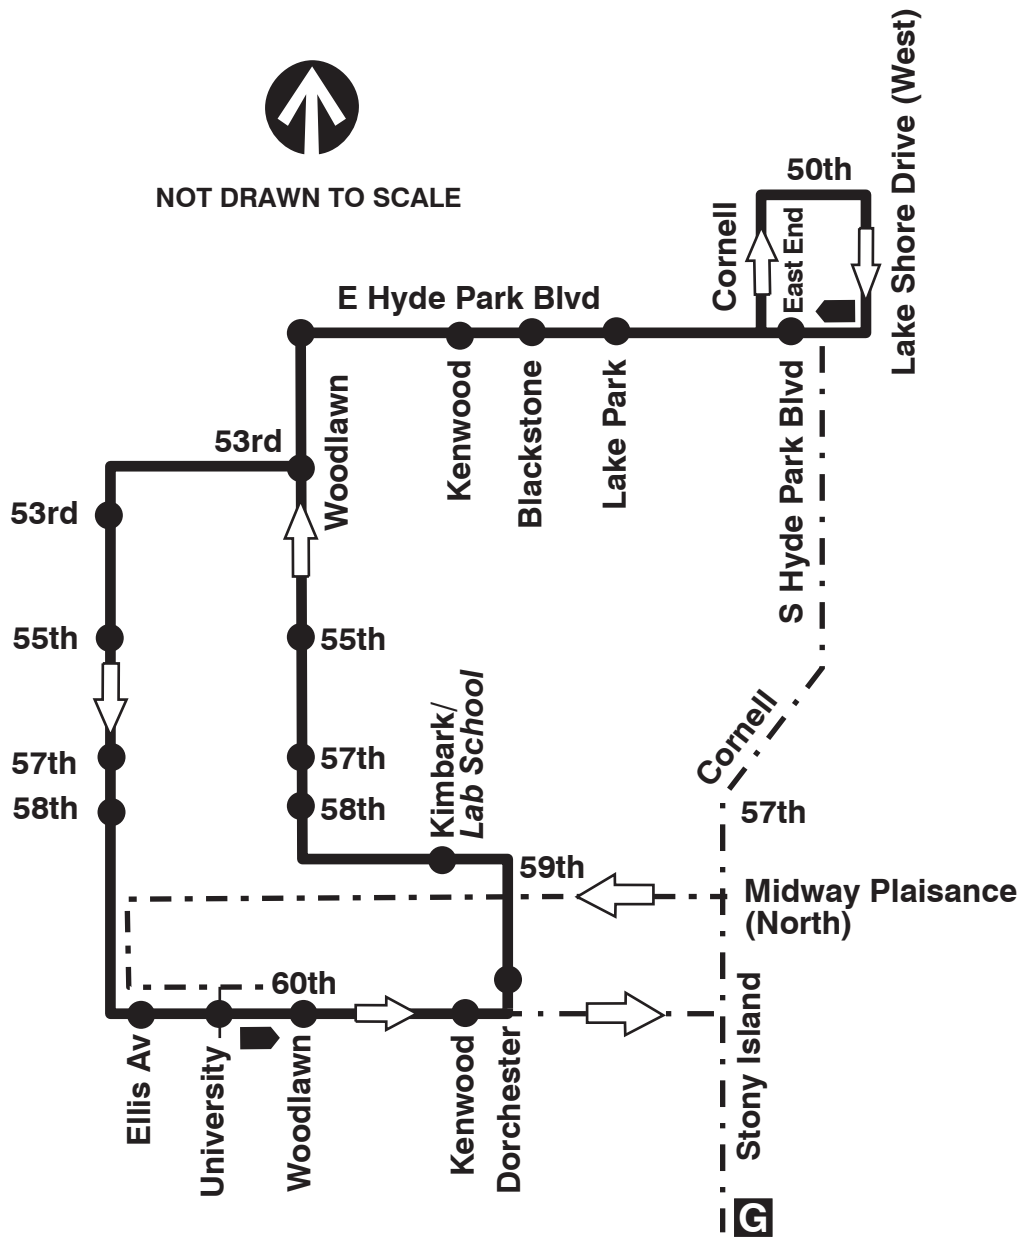 Lake Shore Drive (West)
50th
NOT DRAWN TO SCALE
Cornell
East End
E Hyde Park Blvd
Kenwood
Blackstone
Lake Park
S Hyde Park Blvd
Woodlawn
53rd
53rd
55th
55th
Kimbark/
Lab School
Cornell
57th
57th
58th
58th
57th
59th
Midway Plaisance
(North)
60th
Stony Island
Ellis Av
University
Woodlawn
Kenwood
Dorchester
G